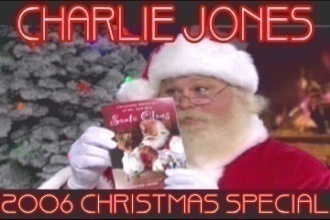 CHARLIE JONES
Santa Claus
2006 CHRISTMAS SPECIAL